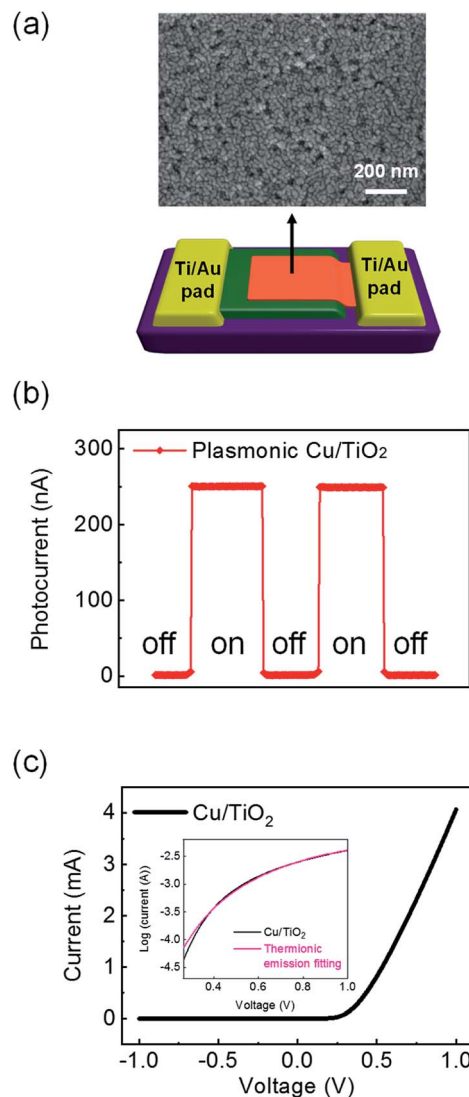 (a)
200 nm
Ti/Au
pad
Ti/Au
pad
(b)
300
200
100
0
Photocurrent (nA)
Plasmonic Cu/TiO₂
off on off on off
(c)
4
3
2
1
0
Current (mA)
Cu/TiO₂
-2.5
-3.0
-3.5
-4.0
-4.5
Log (current (A))
Cu/TiO₂
Thermionic
emission fitting
0.4 0.6 0.8 1.0
Voltage (V)
-1.0 -0.5 0.0 0.5 1.0
Voltage (V)